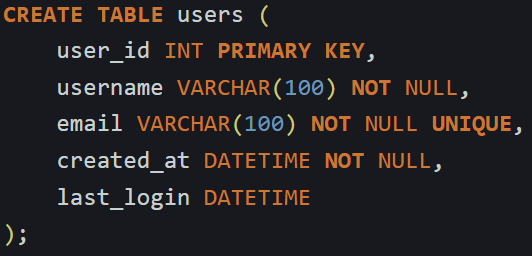 CREATE TABLE users (
    user_id INT PRIMARY KEY,
    username VARCHAR(100) NOT NULL,
    email VARCHAR(100) NOT NULL UNIQUE,
    created_at DATETIME NOT NULL,
    last_login DATETIME
);